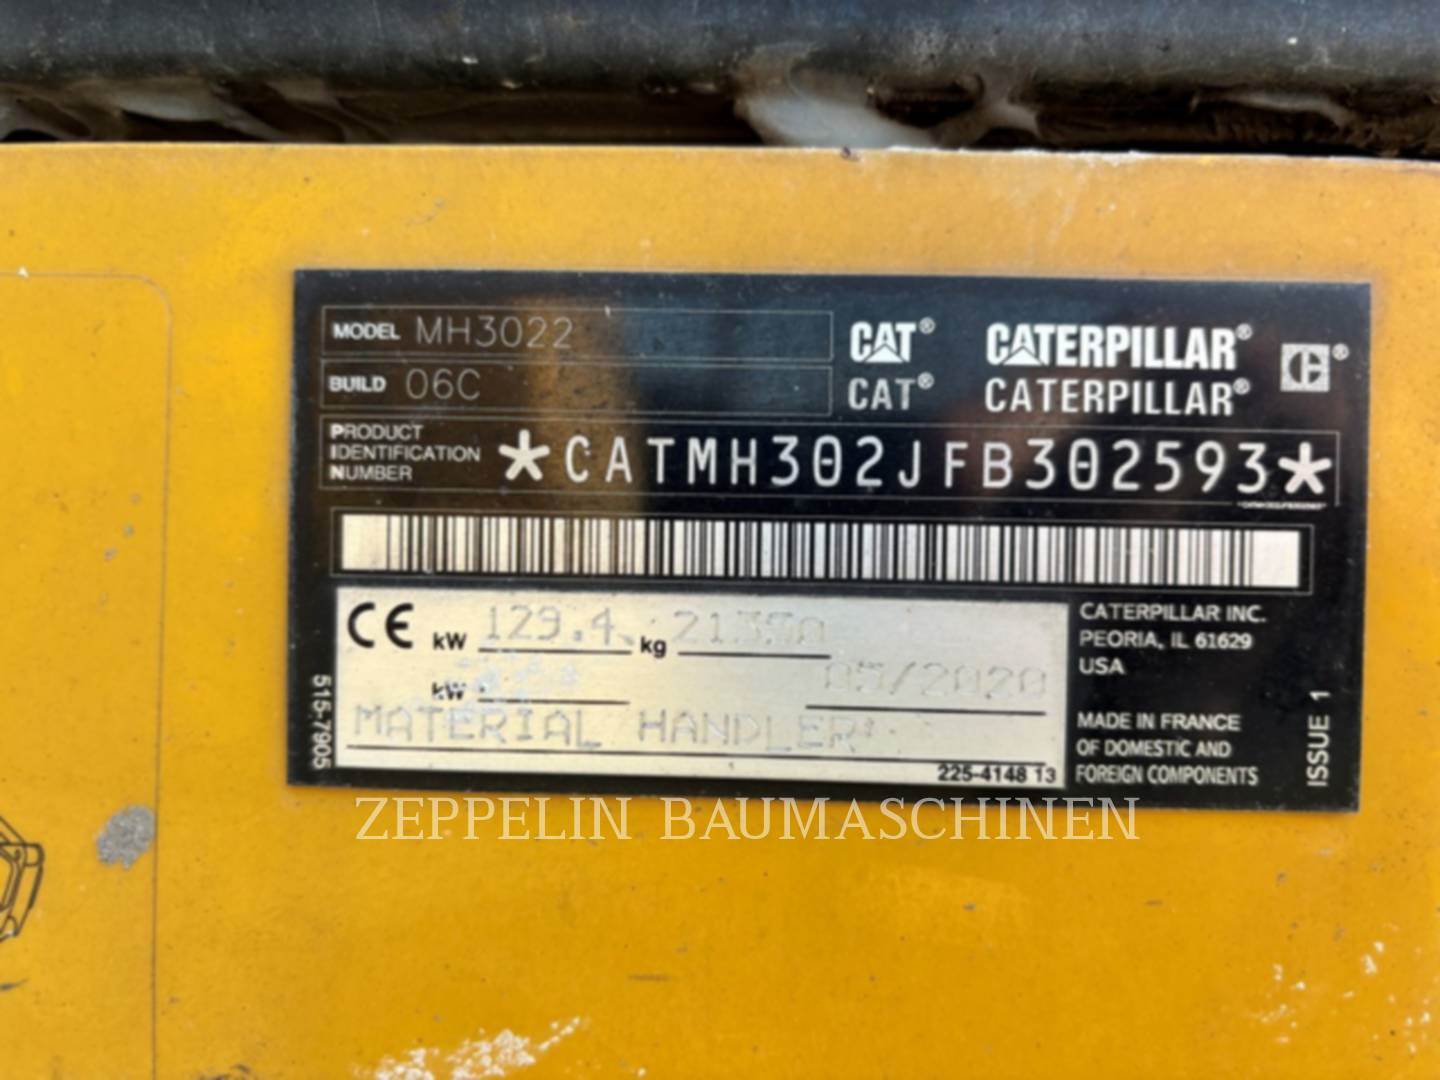 MODEL MH3022
BUILD 06C
CAT® CATERPILLAR®
CAT® CATERPILLAR®
PRODUCT
IDENTIFICATION
NUMBER
*CATMH302JFB302593*
CE kW 129.4 kg 21350
kW 05/2020
MATERIAL HANDLER
225-4148 13
515-7905
CATERPILLAR INC.
PEORIA, IL 61629
USA
MADE IN FRANCE
OF DOMESTIC AND
FOREIGN COMPONENTS
ISSUE 1
ZEPPELIN BAUMASCHINEN